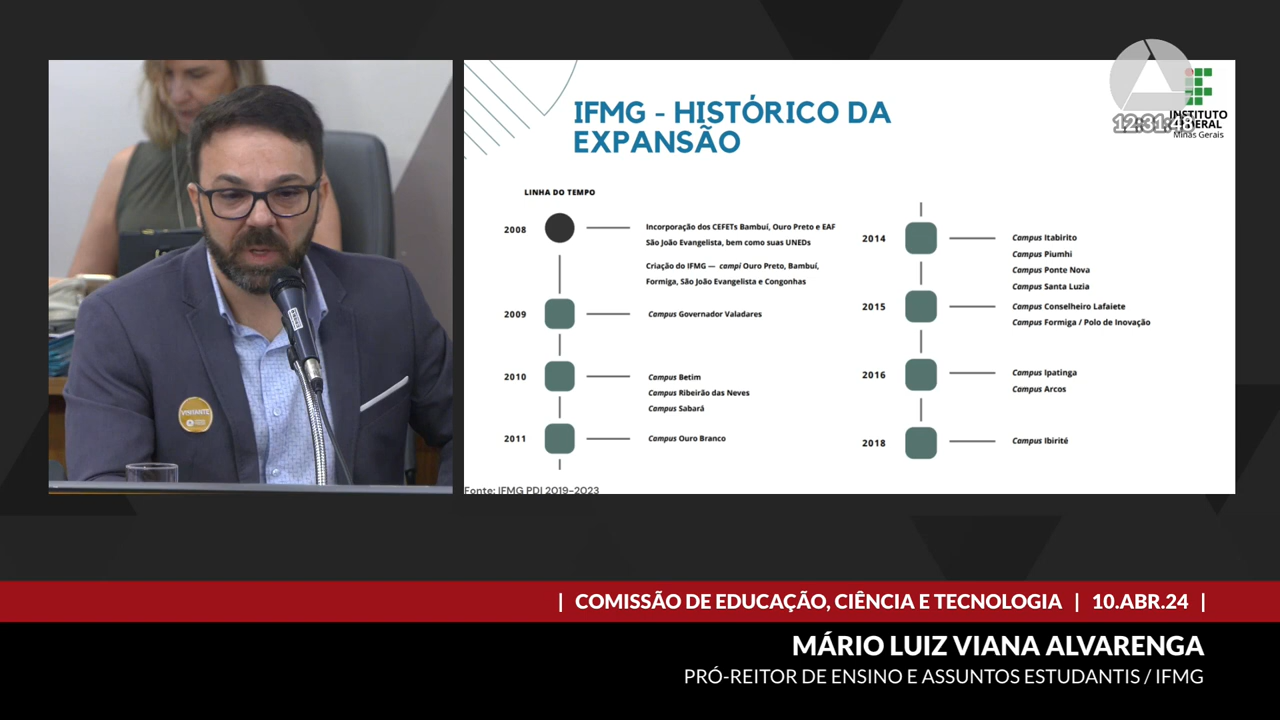 IFMG - HISTÓRICO DA
EXPANSÃO
INSTITUTO
FEDERAL
Minas Gerais
12:31:48
LINHA DO TEMPO
2008
Incorporação dos CEFETs Bambuí, Ouro Preto e EAF
São João Evangelista, bem como suas UNEDs
Criação do IFMG — campi Ouro Preto, Bambuí,
Formiga, São João Evangelista e Congonhas
2009
Campus Governador Valadares
2010
Campus Betim
Campus Ribeirão das Neves
Campus Sabará
2011
Campus Ouro Branco
2014
Campus Itabirito
Campus Piumhi
Campus Ponte Nova
Campus Santa Luzia
2015
Campus Conselheiro Lafaiete
Campus Formiga / Polo de Inovação
2016
Campus Ipatinga
Campus Arcos
2018
Campus Ibirité
Fonte: IFMG PDI 2019-2023
VISITANTE
| COMISSÃO DE EDUCAÇÃO, CIÊNCIA E TECNOLOGIA | 10.ABR.24 |
MÁRIO LUIZ VIANA ALVARENGA
PRÓ-REITOR DE ENSINO E ASSUNTOS ESTUDANTIS / IFMG